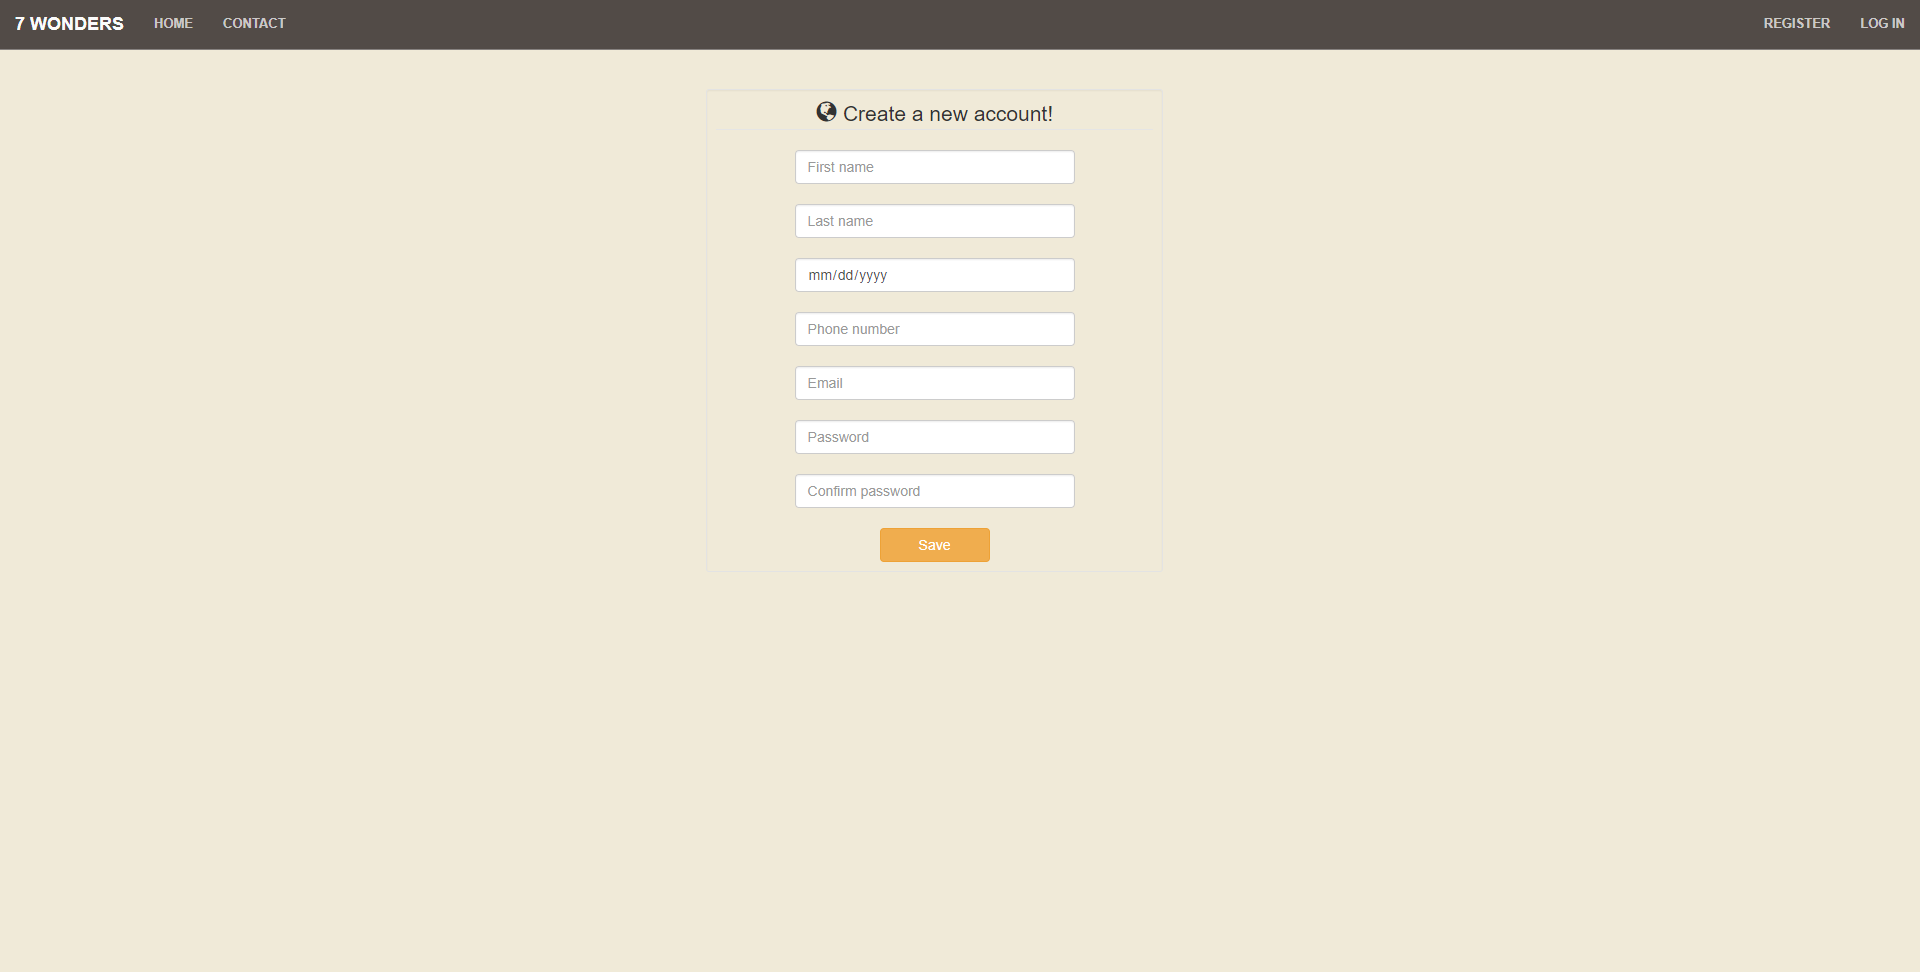 7 WONDERS HOME CONTACT REGISTER LOG IN
Create a new account!
First name
Last name
mm/dd/yyyy
Phone number
Email
Password
Confirm password
Save